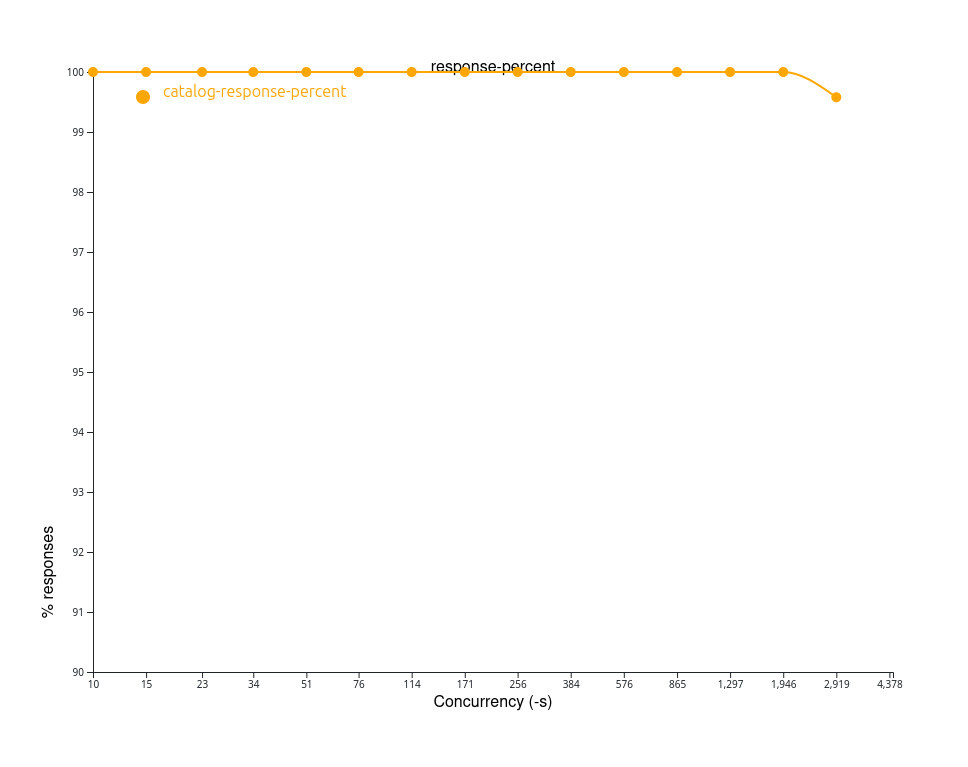 response-percent
100
catalog-response-percent
99
98
97
96
95
94
93
92
91
90
% responses
10 15 23 34 51 76 114 171 256 384 576 865 1,297 1,946 2,919 4,378
Concurrency (-s)